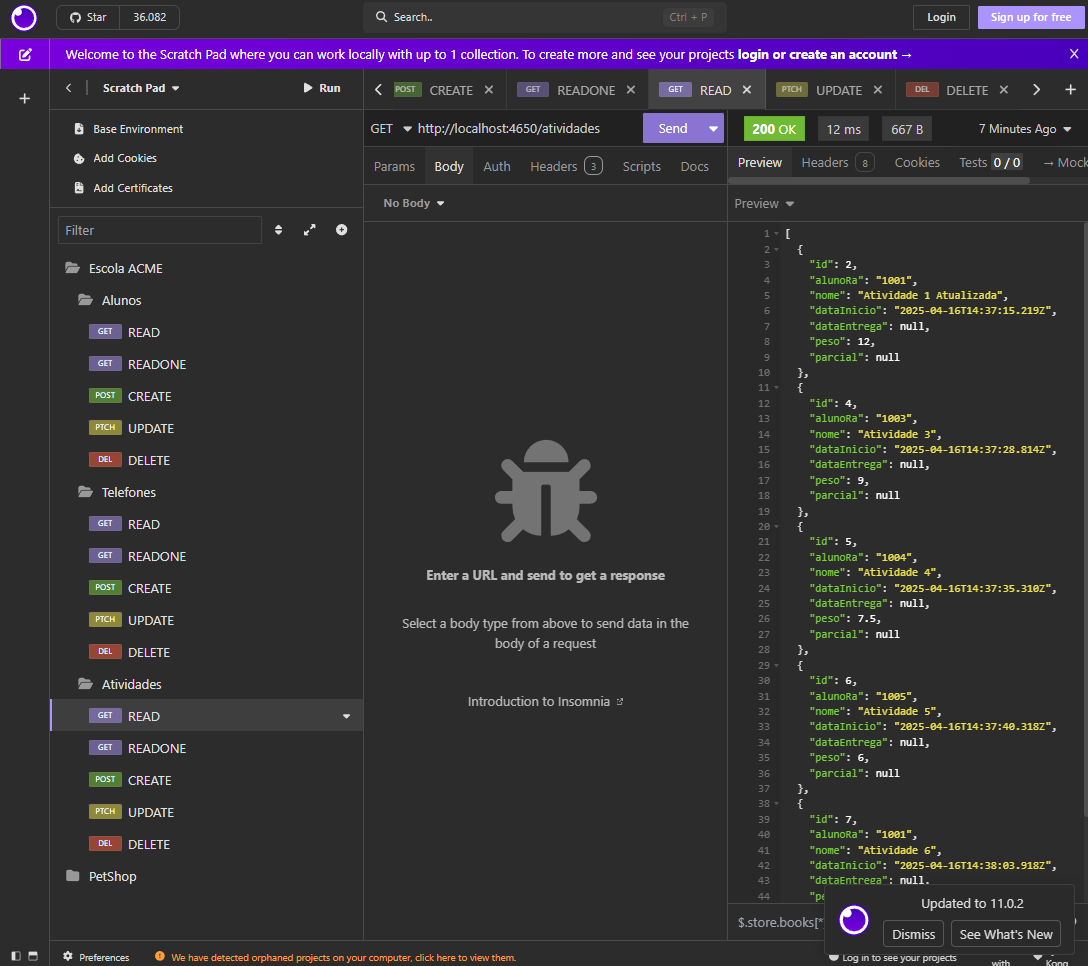 Star 36.082 Search.. Ctrl + P Login Sign up for free
Welcome to the Scratch Pad where you can work locally with up to 1 collection. To create more and see your projects login or create an account → X
Scratch Pad Run
Base Environment
Add Cookies
Add Certificates
Filter
Escola ACME
Alunos
GET READ
GET READONE
POST CREATE
PTCH UPDATE
DEL DELETE
Telefones
GET READ
GET READONE
POST CREATE
PTCH UPDATE
DEL DELETE
Atividades
GET READ
GET READONE
POST CREATE
PTCH UPDATE
DEL DELETE
PetShop
POST CREATE GET READONE GET READ PTCH UPDATE DEL DELETE
GET http://localhost:4650/atividades Send
Params Body Auth Headers 3 Scripts Docs
No Body
Enter a URL and send to get a response
Select a body type from above to send data in the
body of a request
Introduction to Insomnia
200 OK 12 ms 667 B 7 Minutes Ago
Preview Headers 8 Cookies Tests 0 / 0 → Mock
Preview
1 [
2 {
3 "id": 2,
4 "alunoRa": "1001",
5 "nome": "Atividade 1 Atualizada",
6 "dataInicio": "2025-04-16T14:37:15.219Z",
7 "dataEntrega": null,
8 "peso": 12,
9 "parcial": null
10 },
11 {
12 "id": 4,
13 "alunoRa": "1003",
14 "nome": "Atividade 3",
15 "dataInicio": "2025-04-16T14:37:28.814Z",
16 "dataEntrega": null,
17 "peso": 9,
18 "parcial": null
19 },
20 {
21 "id": 5,
22 "alunoRa": "1004",
23 "nome": "Atividade 4",
24 "dataInicio": "2025-04-16T14:37:35.310Z",
25 "dataEntrega": null,
26 "peso": 7.5,
27 "parcial": null
28 },
29 {
30 "id": 6,
31 "alunoRa": "1005",
32 "nome": "Atividade 5",
33 "dataInicio": "2025-04-16T14:37:40.318Z",
34 "dataEntrega": null,
35 "peso": 6,
36 "parcial": null
37 },
38 {
39 "id": 7,
40 "alunoRa": "1001",
41 "nome": "Atividade 6",
42 "dataInicio": "2025-04-16T14:38:03.918Z",
43 "dataEntrega": null,
44
$.store.books[*
Updated to 11.0.2
Dismiss See What's New
Preferences We have detected orphaned projects on your computer, click here to view them. Log in to see your projects with Kong